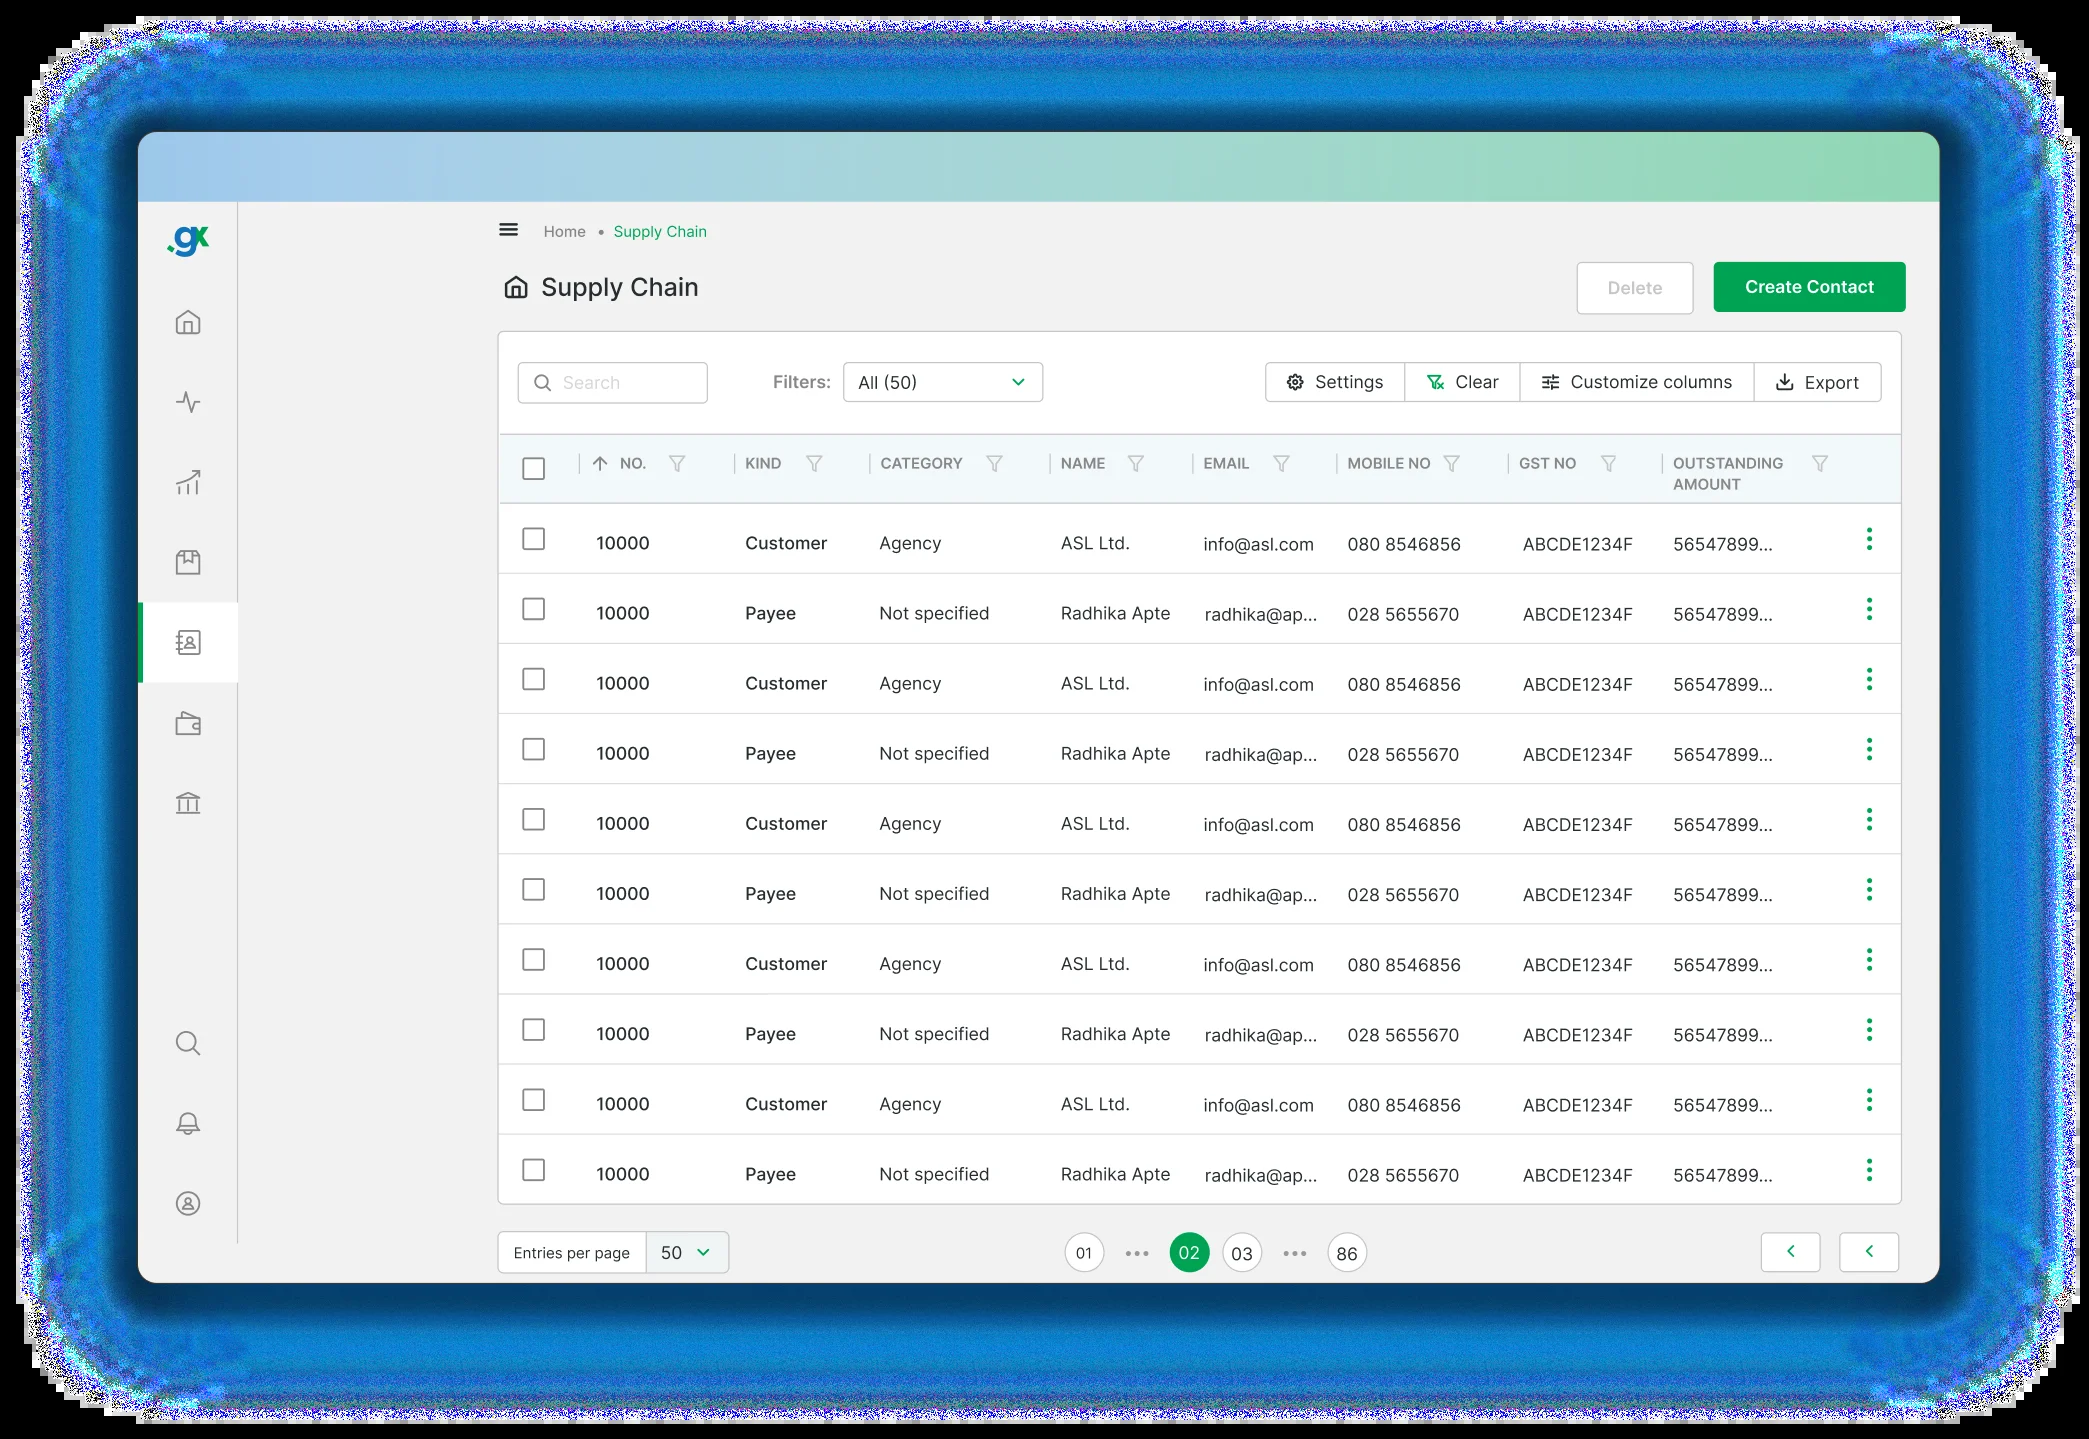 .gx
Home • Supply Chain
Supply Chain
Delete
Create Contact
Search
Filters: All (50)
Settings Clear Customize columns Export
NO. KIND CATEGORY NAME EMAIL MOBILE NO GST NO OUTSTANDING AMOUNT
10000 Customer Agency ASL Ltd. info@asl.com 080 8546856 ABCDE1234F 56547899...
10000 Payee Not specified Radhika Apte radhika@ap... 028 5655670 ABCDE1234F 56547899...
10000 Customer Agency ASL Ltd. info@asl.com 080 8546856 ABCDE1234F 56547899...
10000 Payee Not specified Radhika Apte radhika@ap... 028 5655670 ABCDE1234F 56547899...
10000 Customer Agency ASL Ltd. info@asl.com 080 8546856 ABCDE1234F 56547899...
10000 Payee Not specified Radhika Apte radhika@ap... 028 5655670 ABCDE1234F 56547899...
10000 Customer Agency ASL Ltd. info@asl.com 080 8546856 ABCDE1234F 56547899...
10000 Payee Not specified Radhika Apte radhika@ap... 028 5655670 ABCDE1234F 56547899...
10000 Customer Agency ASL Ltd. info@asl.com 080 8546856 ABCDE1234F 56547899...
10000 Payee Not specified Radhika Apte radhika@ap... 028 5655670 ABCDE1234F 56547899...
Entries per page 50
01 ••• 02 03 ••• 86